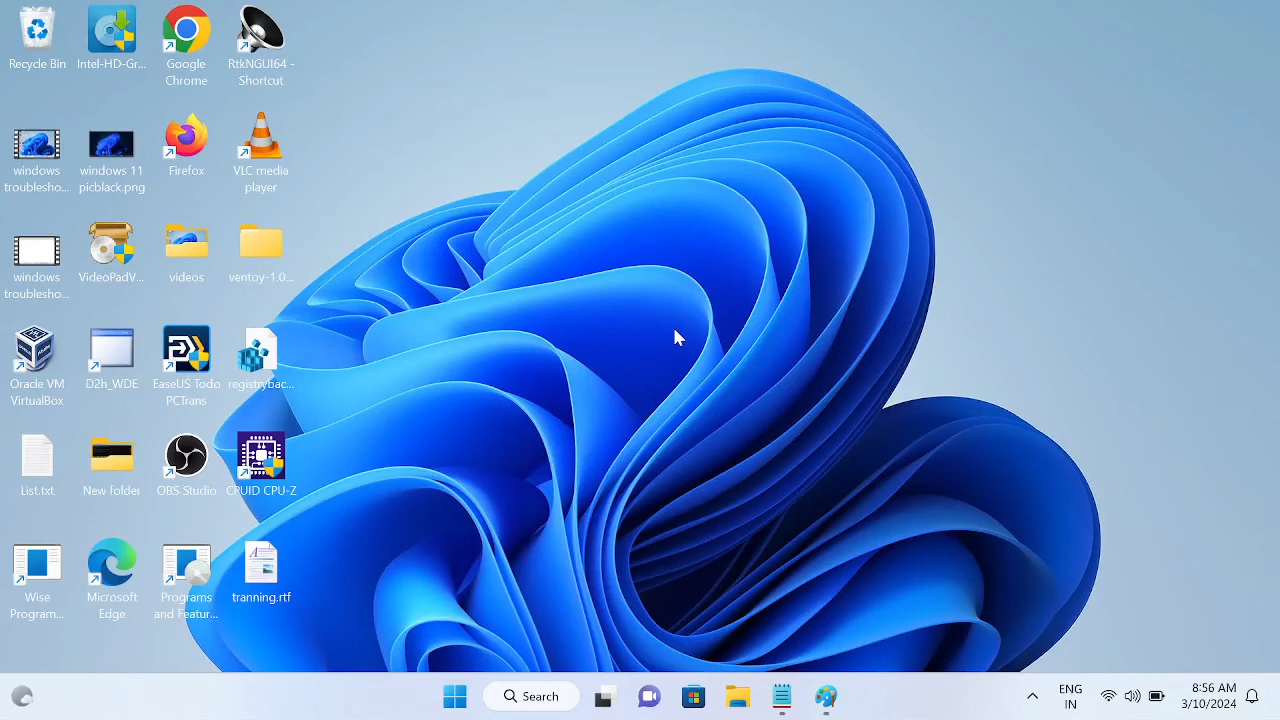 Recycle Bin
Intel-HD-Gr...
Google
Chrome
RtkNGUI64 -
Shortcut
windows
troublesho...
windows 11
picblack.png
Firefox
VLC media
player
windows
troublesho...
VideoPadV...
videos
ventoy-1.0...
Oracle VM
VirtualBox
D2h_WDE
EaseUS Todo
PCTrans
registrybac...
List.txt
New folder
OBS Studio
CPUID CPU-Z
Wise
Program...
Microsoft
Edge
Programs
and Featur...
tranning.rtf
Search
ENG
IN
8:56 AM
3/10/2024